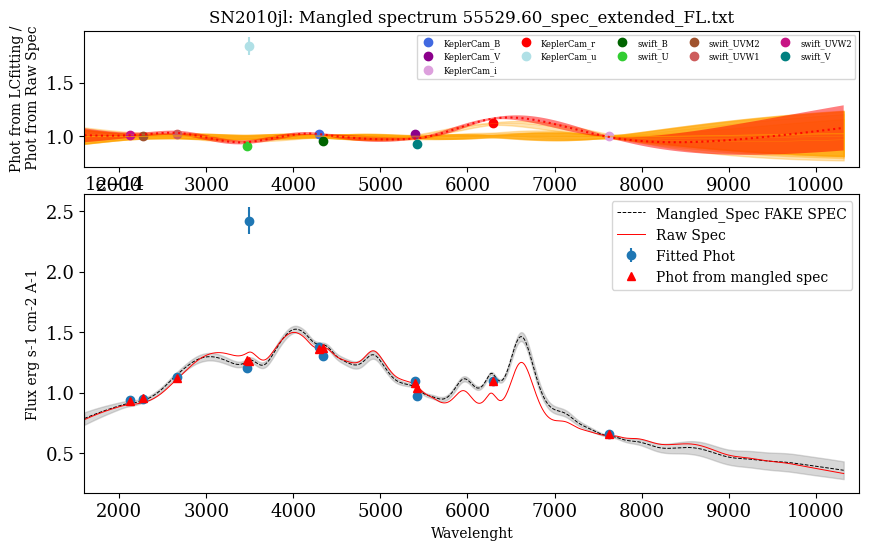 SN2010jl: Mangled spectrum 55529.60_spec_extended_FL.txt
Phot from LCfitting /
Phot from Raw Spec
1.5
1.0
KeplerCam_B
KeplerCam_V
KeplerCam_i
KeplerCam_r
KeplerCam_u
swift_B
swift_U
swift_UVM2
swift_UVW1
swift_UVW2
swift_V
2000 3000 4000 5000 6000 7000 8000 9000 10000
1e−14
Flux erg s-1 cm-2 A-1
2.5
2.0
1.5
1.0
0.5
Mangled_Spec FAKE SPEC
Raw Spec
Fitted Phot
Phot from mangled spec
2000 3000 4000 5000 6000 7000 8000 9000 10000
Wavelenght